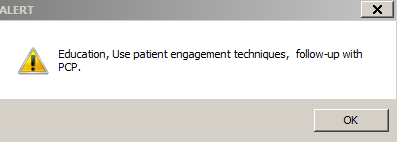 ALERT
Education, Use patient engagement techniques,  follow-up with
PCP.
OK